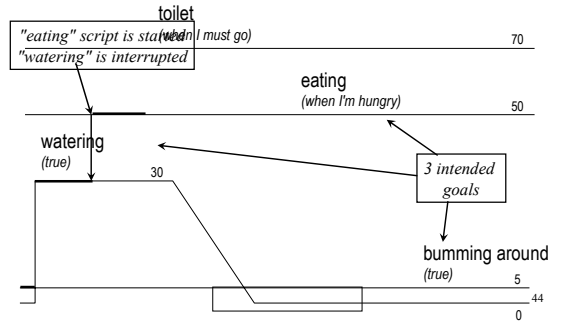 toilet
(when I must go)
"eating" script is started
"watering" is interrupted
70
eating
(when I'm hungry)
50
watering
(true)
30
3 intended
goals
bumming around
(true)
5
44
0